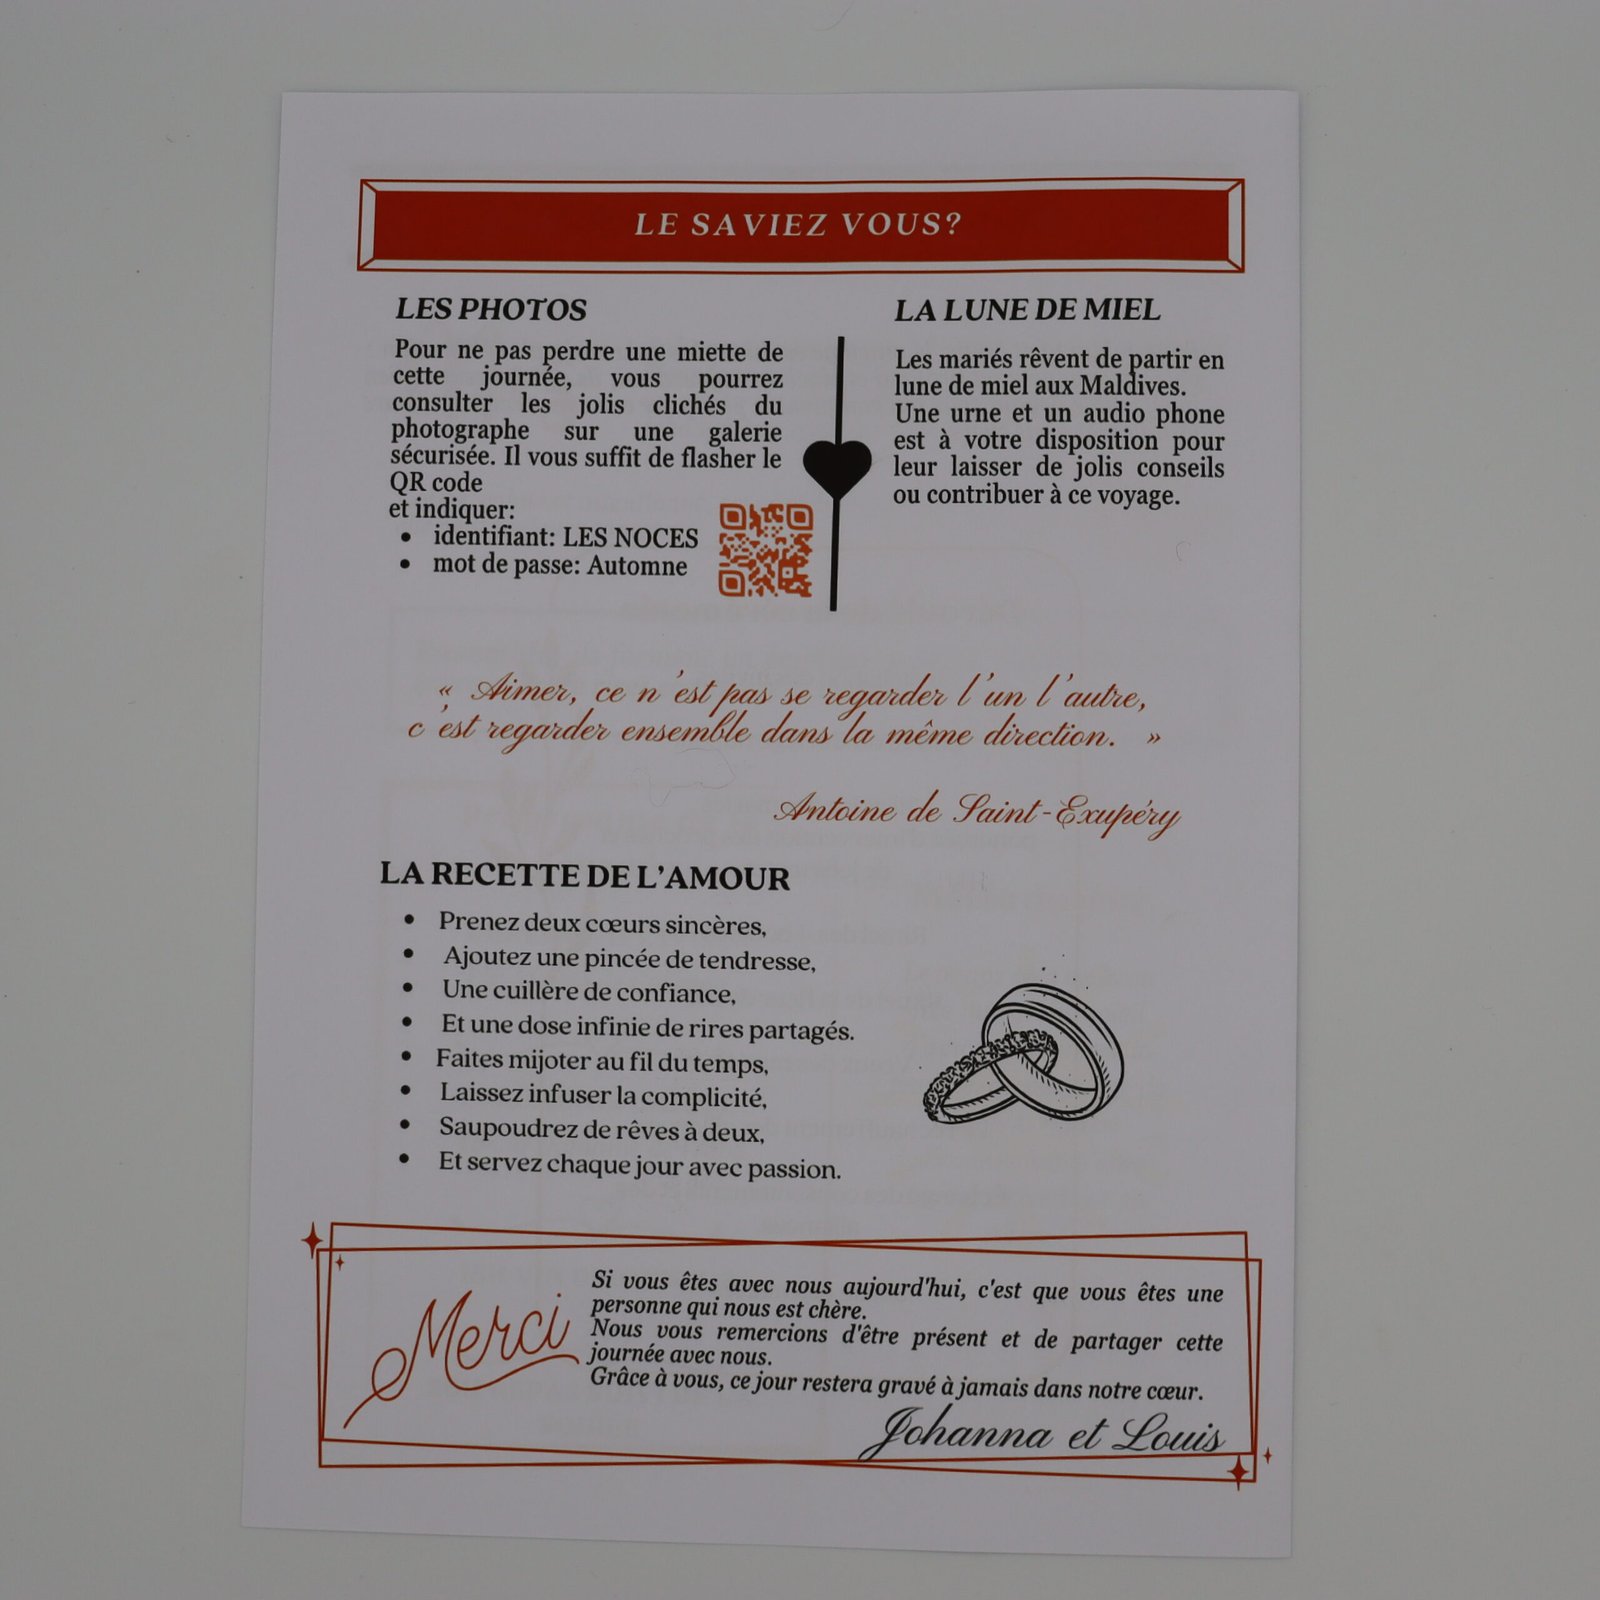 LE SAVIEZ VOUS?
LES PHOTOS
Pour ne pas perdre une miette de
cette journée, vous pourrez
consulter les jolis clichés du
photographe sur une galerie
sécurisée. Il vous suffit de flasher le
QR code
et indiquer:
• identifiant: LES NOCES
• mot de passe: Automne
LA LUNE DE MIEL
Les mariés rêvent de partir en
lune de miel aux Maldives.
Une urne et un audio phone
est à votre disposition pour
leur laisser de jolis conseils
ou contribuer à ce voyage.
« Aimer, ce n'est pas se regarder l'un l'autre,
c'est regarder ensemble dans la même direction. »
Antoine de Saint-Exupéry
LA RECETTE DE L'AMOUR
• Prenez deux cœurs sincères,
• Ajoutez une pincée de tendresse,
• Une cuillère de confiance,
• Et une dose infinie de rires partagés.
• Faites mijoter au fil du temps,
• Laissez infuser la complicité,
• Saupoudrez de rêves à deux,
• Et servez chaque jour avec passion.
Merci
Si vous êtes avec nous aujourd'hui, c'est que vous êtes une
personne qui nous est chère.
Nous vous remercions d'être présent et de partager cette
journée avec nous.
Grâce à vous, ce jour restera gravé à jamais dans notre cœur.
Johanna et Louis